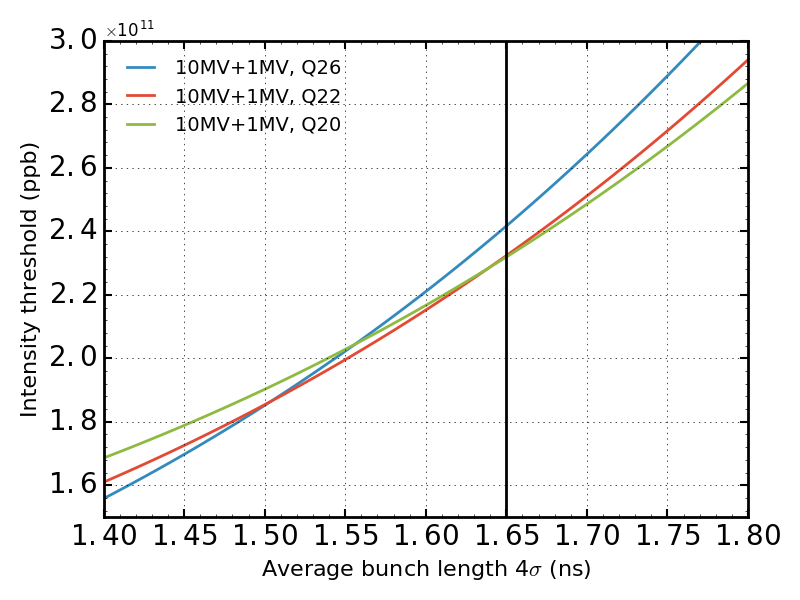 ×10¹¹
3.0
2.8
2.6
2.4
2.2
2.0
1.8
1.6
Intensity threshold (ppb)
10MV+1MV, Q26
10MV+1MV, Q22
10MV+1MV, Q20
1.40 1.45 1.50 1.55 1.60 1.65 1.70 1.75 1.80
Average bunch length 4σ (ns)